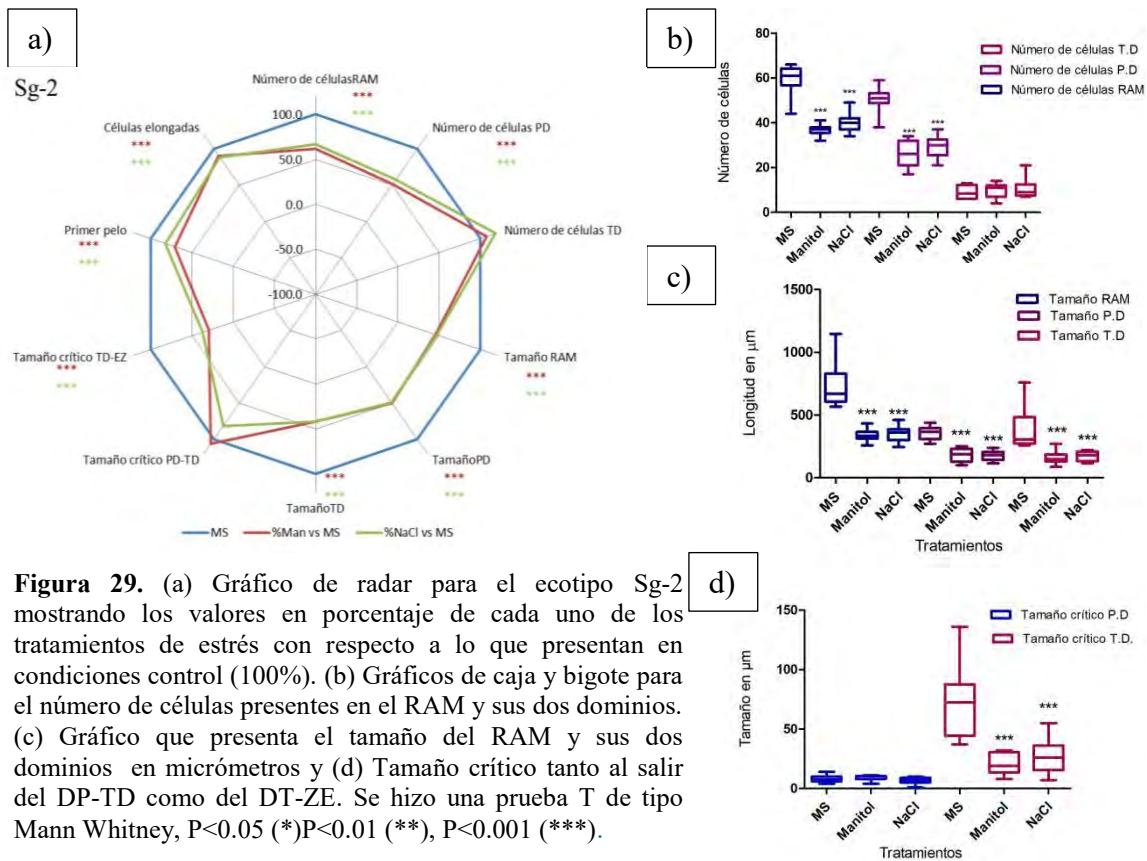 a)
Sg-2
Número de célulasRAM
***
+++
Células elongadas
***
+++
Número de células PD
***
+++
Primer pelo
***
+++
Número de células TD
Tamaño crítico TD-EZ
***
+++
Tamaño RAM
***
+++
Tamaño crítico PD-TD
TamañoPD
***
+++
TamañoTD
***
+++
100.0
50.0
0.0
-50.0
-100.0
MS
%Man vs MS
%NaCl vs MS
b)
Número de células
80
60
40
20
0
*** *** *** ***
Número de células T.D
Número de células P.D
Número de células RAM
MS Manitol NaCl MS Manitol NaCl MS Manitol NaCl
c)
Longitud en µm
1500
1000
500
0
*** *** *** *** *** ***
Tamaño RAM
Tamaño P.D
Tamaño T.D
MS Manitol NaCl MS Manitol NaCl MS Manitol NaCl
Tratamientos
d)
Tamaño en µm
150
100
50
0
*** ***
Tamaño crítico P.D
Tamaño crítico T.D.
MS Manitol NaCl MS Manitol NaCl
Tratamientos
Figura 29. (a) Gráfico de radar para el ecotipo Sg-2
mostrando los valores en porcentaje de cada uno de los
tratamientos de estrés con respecto a lo que presentan en
condiciones control (100%). (b) Gráficos de caja y bigote para
el número de células presentes en el RAM y sus dos dominios.
(c) Gráfico que presenta el tamaño del RAM y sus dos
dominios en micrómetros y (d) Tamaño crítico tanto al salir
del DP-TD como del DT-ZE. Se hizo una prueba T de tipo
Mann Whitney, P<0.05 (*)P<0.01 (**), P<0.001 (***).